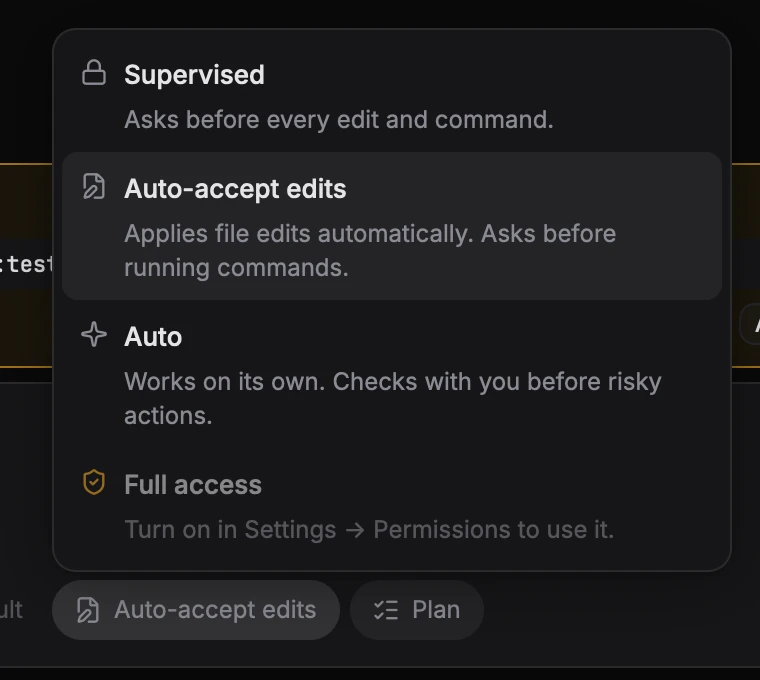 Supervised
Asks before every edit and command.
Auto-accept edits
Applies file edits automatically. Asks before
running commands.
:test
Auto
Works on its own. Checks with you before risky
actions.
Full access
Turn on in Settings → Permissions to use it.
ult
Auto-accept edits
Plan